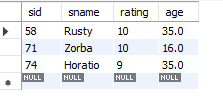 sid sname rating age
58 Rusty 10 35.0
71 Zorba 10 16.0
74 Horatio 9 35.0
NULL NULL NULL NULL